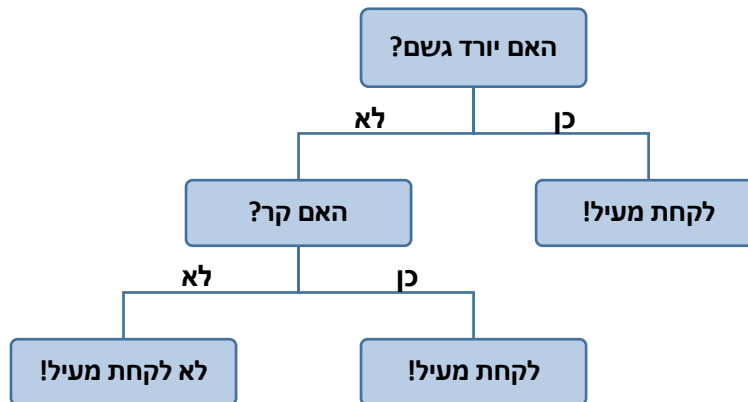 האם יורד גשם?
כן
לא
לקחת מעיל!
האם קר?
כן
לא
לקחת מעיל!
לא לקחת מעיל!